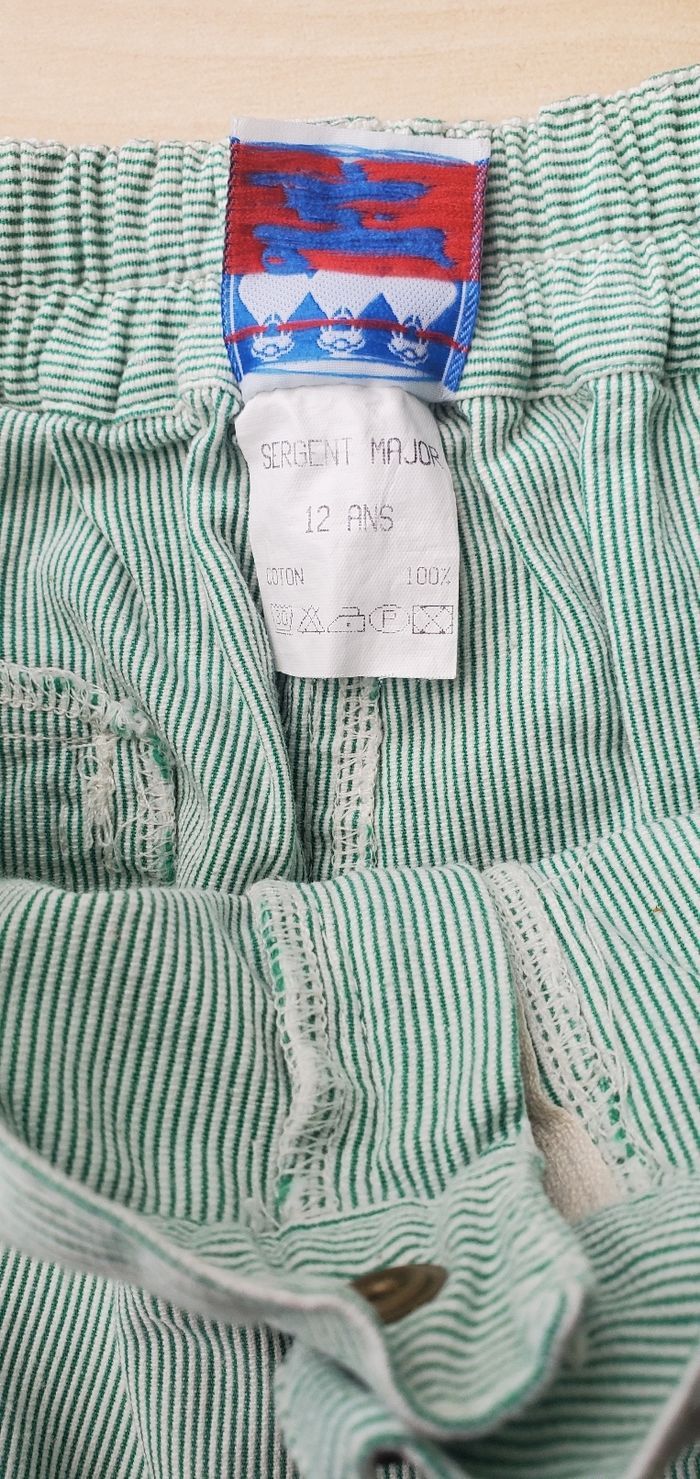 SERGENT MAJOR
12 ANS
COTON 100%
P